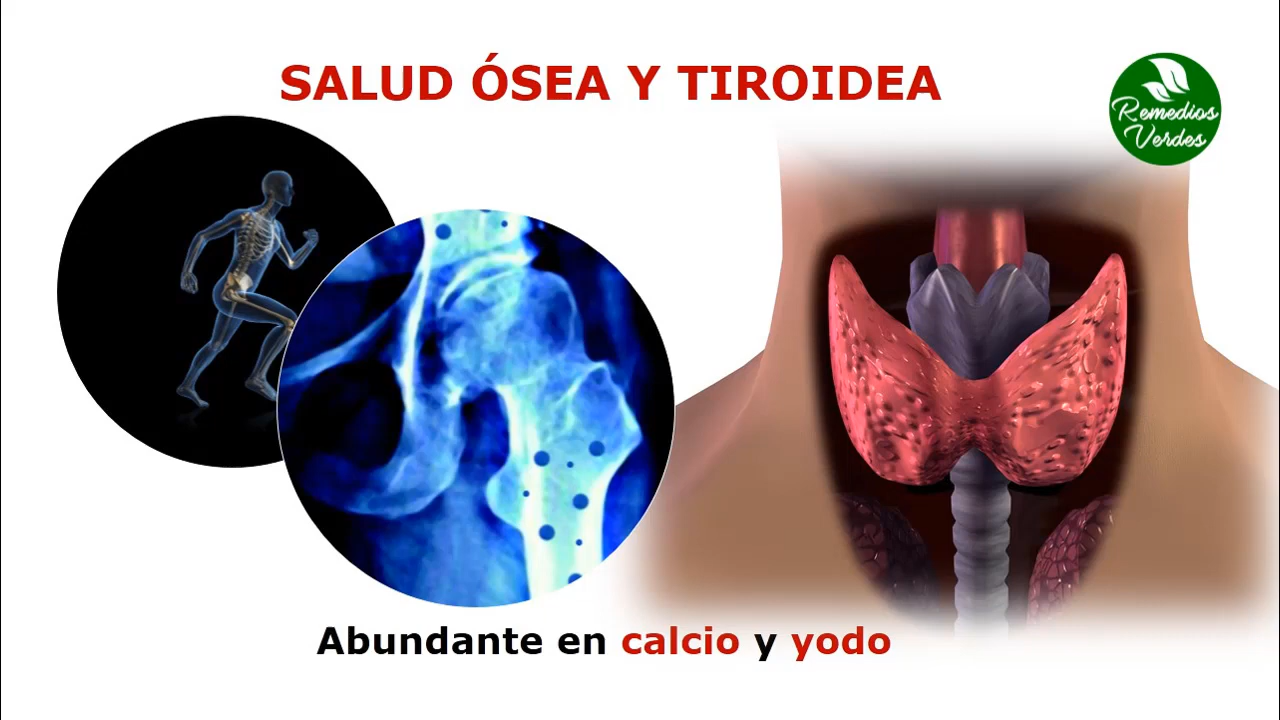 SALUD ÓSEA Y TIROIDEA
Remedios
Verdes
Abundante en calcio y yodo